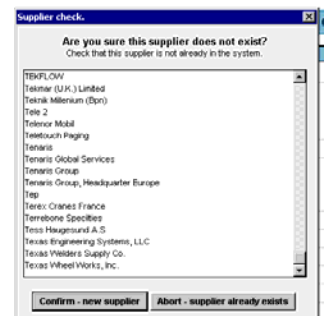 Supplier check.
Are you sure this supplier does not exist?
Check that this supplier is not already in the system.
TEKFLOW
Tekmar (U.K.) Limited
Teknik Millenium (Bpn)
Tele 2
Telenor Mobil
Teletouch Paging
Tenaris
Tenaris Global Services
Tenaris Group
Tenaris Group, Headquarter Europe
Tep
Terex Cranes France
Terrebone Specilties
Tess Haugesund A.S
Texas Engineering Systems, LLC
Texas Welders Supply Co.
Texas Wheel Works, Inc.
Confirm - new supplier Abort - supplier already exists